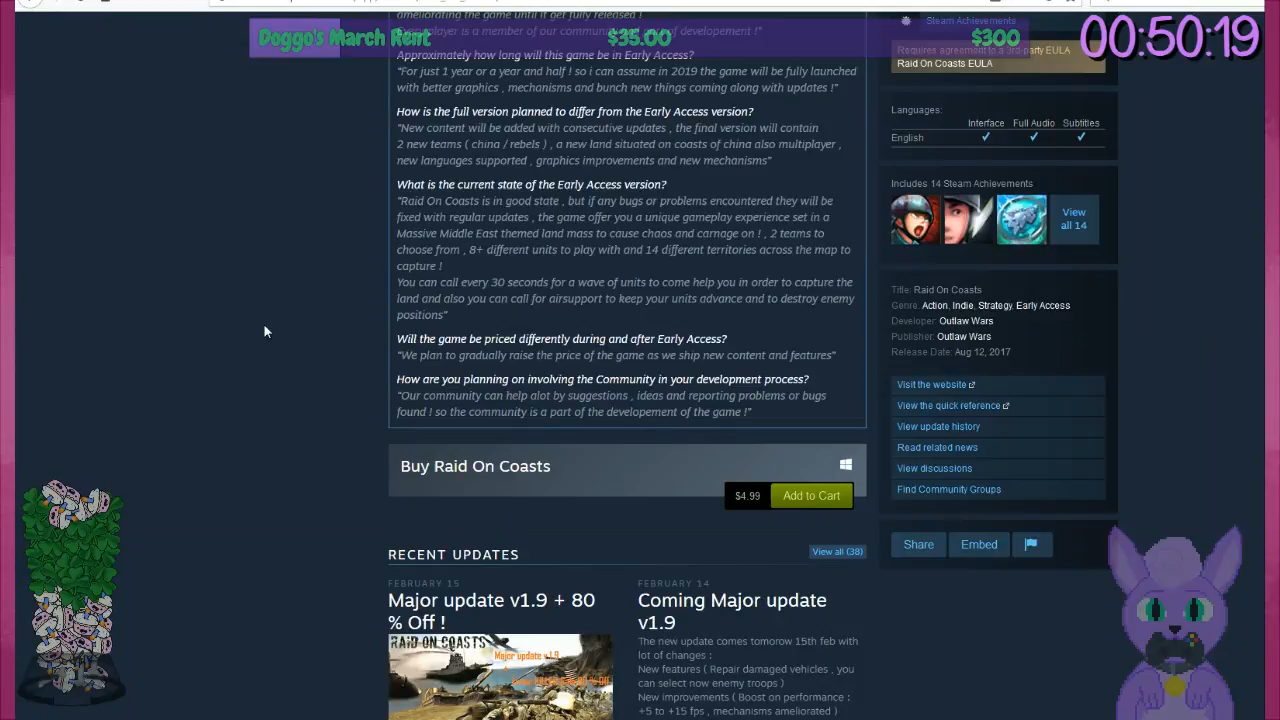 ameliorating the game until it get fully released !
Doggo's March Rent $35.00 $300
00:50:19
Steam Achievements
Requires agreement to a 3rd-party EULA
Raid On Coasts EULA
Approximately how long will this game be in Early Access?
"For just 1 year or a year and half ! so i can assume in 2019 the game will be fully launched
with better graphics , mechanisms and bunch new things coming along with updates !"
How is the full version planned to differ from the Early Access version?
"New content will be added with consecutive updates , the final version will contain
2 new teams ( china / rebels ) , a new land situated on coasts of china also multiplayer ,
new languages supported , graphics improvements and new mechanisms"
What is the current state of the Early Access version?
"Raid On Coasts is in good state , but if any bugs or problems encountered they will be
fixed with regular updates , the game offer you a unique gameplay experience set in a
Massive Middle East themed land mass to cause chaos and carnage on ! , 2 teams to
choose from , 8+ different units to play with and 14 different territories across the map to
capture !
You can call every 30 seconds for a wave of units to come help you in order to capture the
land and also you can call for airsupport to keep your units advance and to destroy enemy
positions"
Will the game be priced differently during and after Early Access?
"We plan to gradually raise the price of the game as we ship new content and features"
How are you planning on involving the Community in your development process?
"Our community can help alot by suggestions , ideas and reporting problems or bugs
found ! so the community is a part of the developement of the game !"
Buy Raid On Coasts
$4.99 Add to Cart
RECENT UPDATES View all (38)
FEBRUARY 15
Major update v1.9 + 80
% Off !
RAID ON COASTS
Major update v1.9
FEBRUARY 14
Coming Major update
v1.9
The new update comes tomorow 15th feb with
lot of changes :
New features ( Repair damaged vehicles , you
can select now enemy troops )
New improvements ( Boost on performance :
+5 to +15 fps , mechanisms ameliorated )
Languages:
Interface Full Audio Subtitles
English ✓ ✓ ✓
Includes 14 Steam Achievements
View
all 14
Title: Raid On Coasts
Genre: Action, Indie, Strategy, Early Access
Developer: Outlaw Wars
Publisher: Outlaw Wars
Release Date: Aug 12, 2017
Visit the website
View the quick reference
View update history
Read related news
View discussions
Find Community Groups
Share Embed